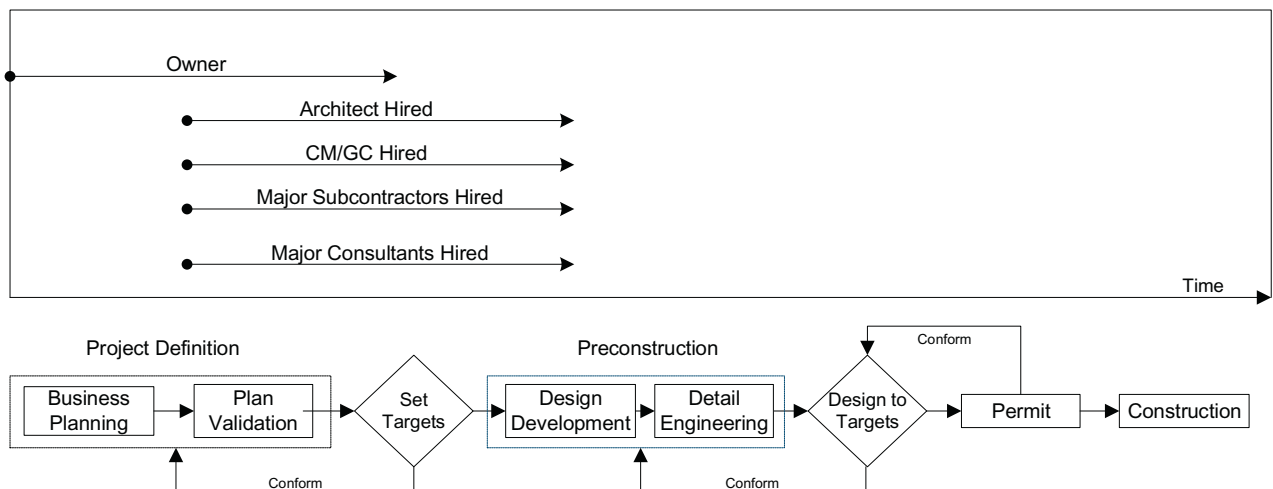 Owner
Architect Hired
CM/GC Hired
Major Subcontractors Hired
Major Consultants Hired
Time
Project Definition
Preconstruction
Conform
Business
Planning
Plan
Validation
Set
Targets
Design
Development
Detail
Engineering
Design to
Targets
Permit
Construction
Conform
Conform